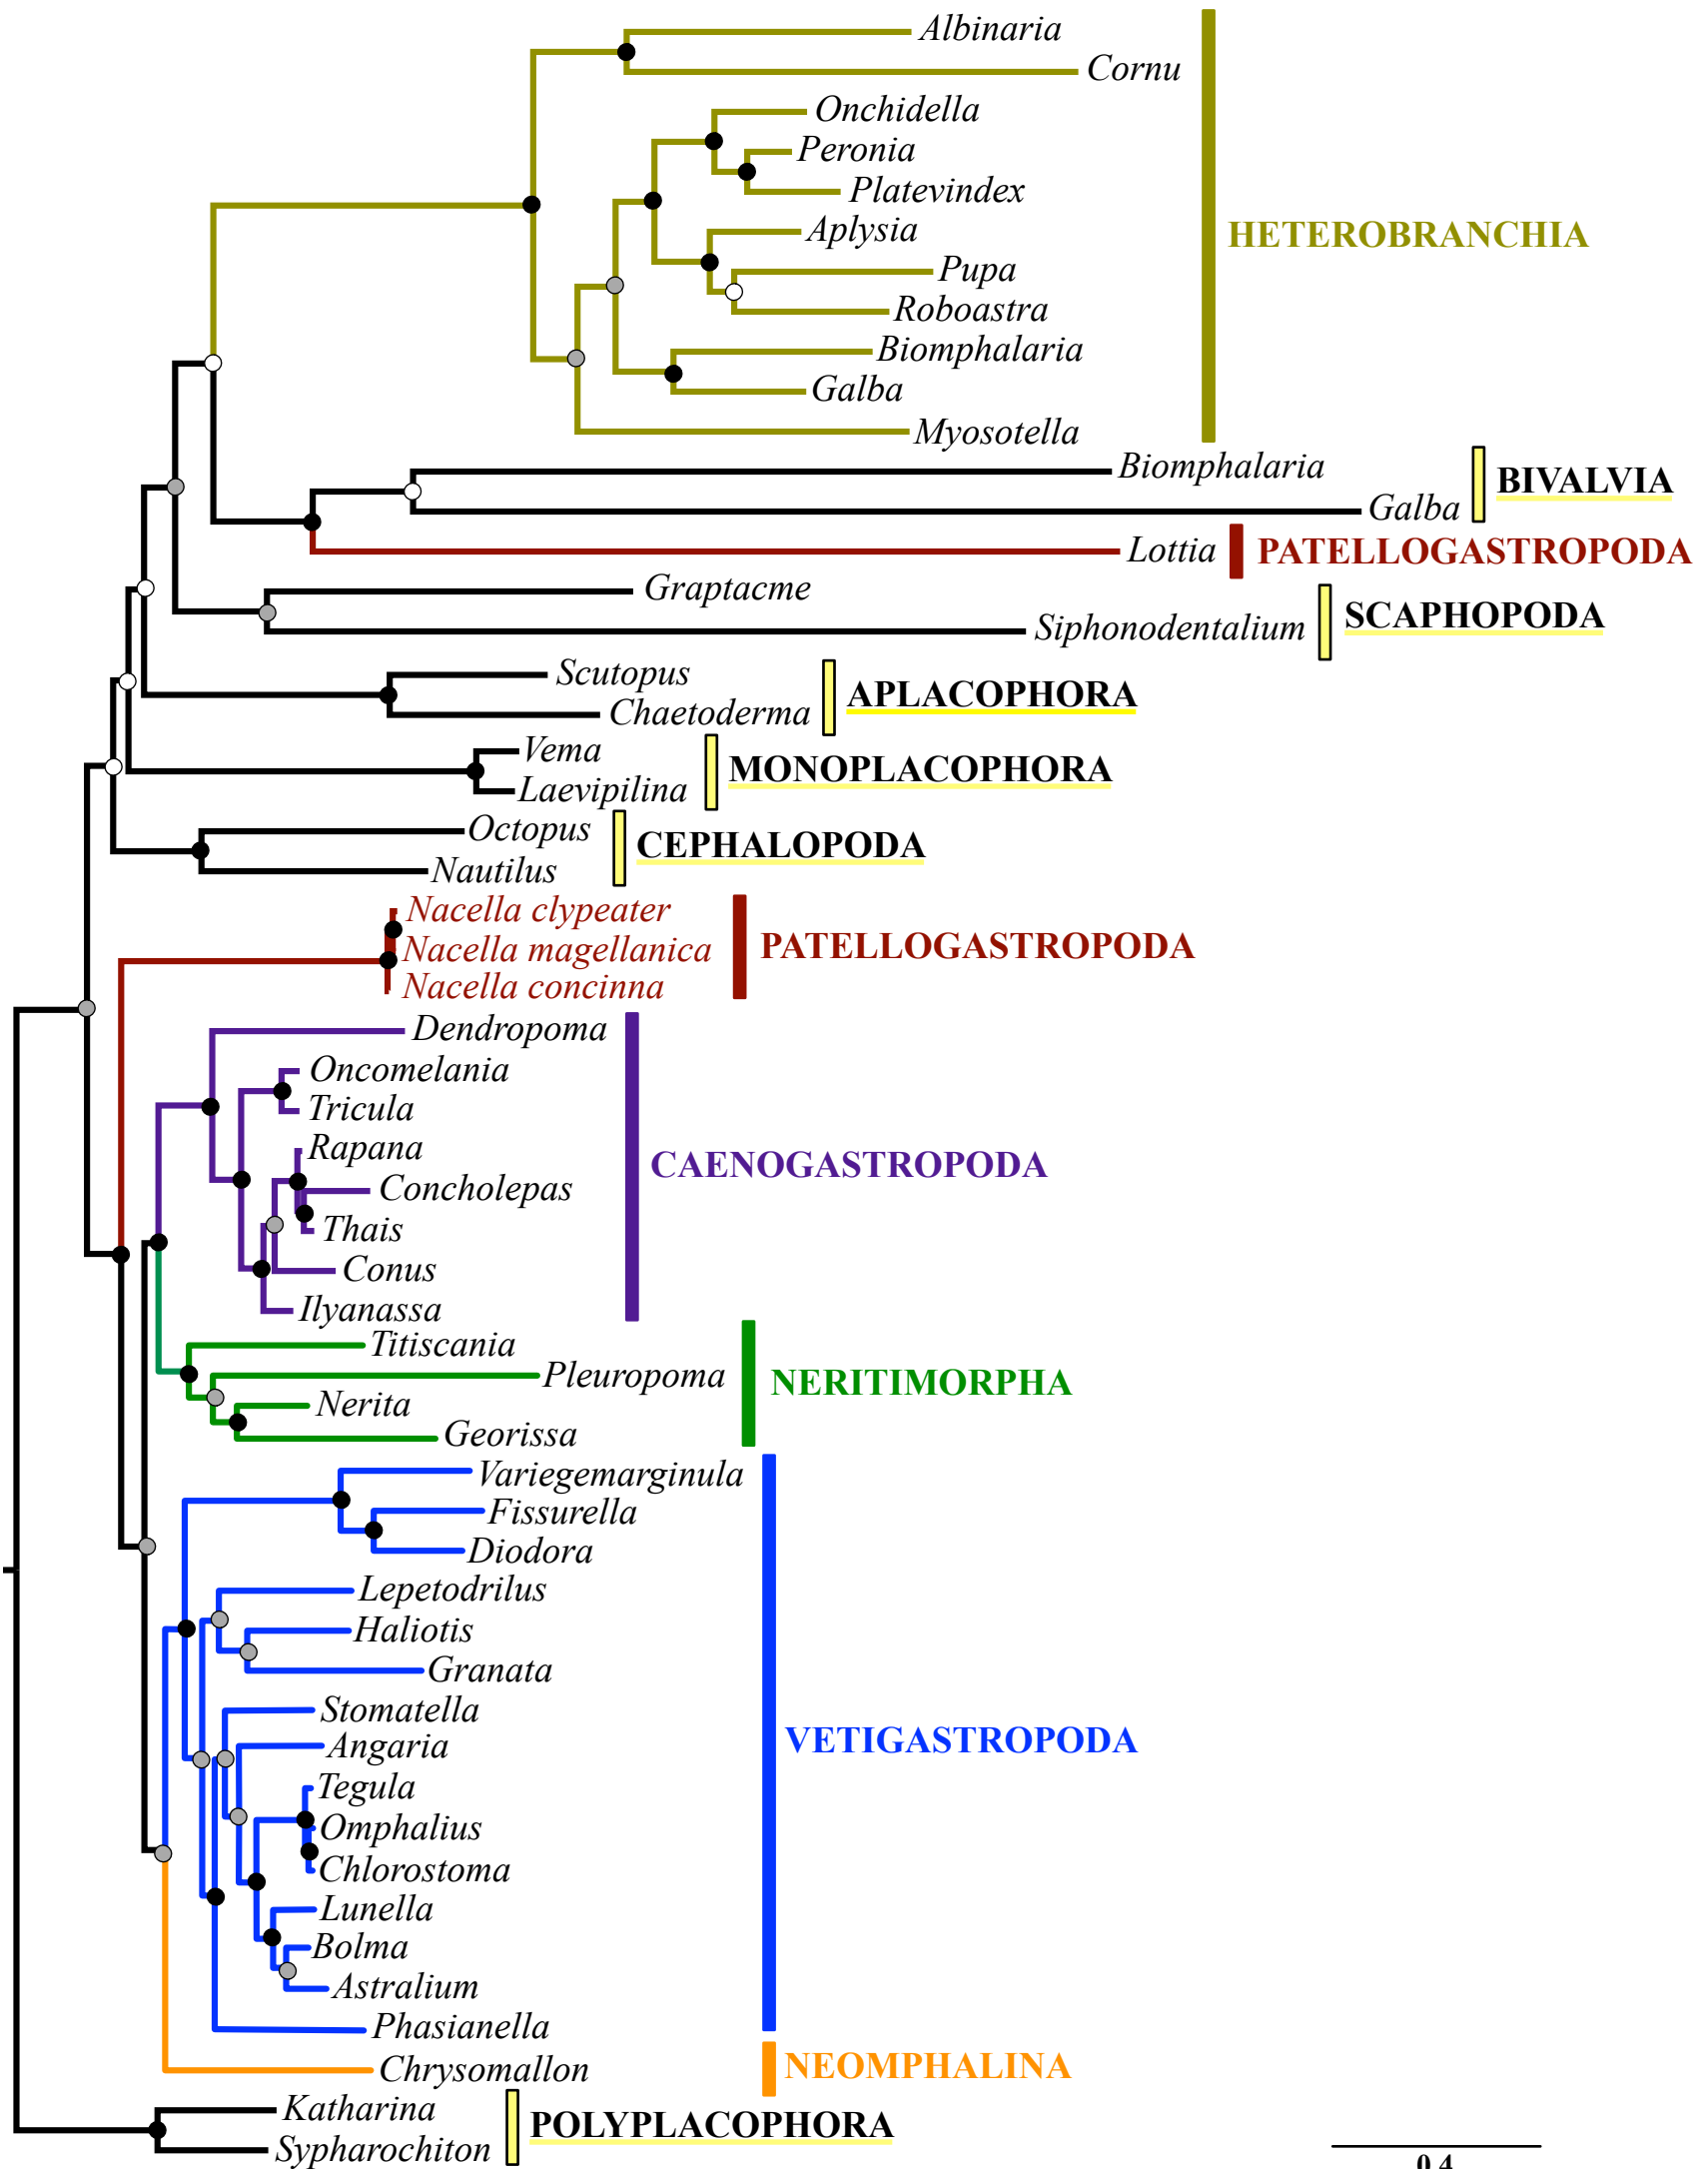 Albinaria
Cornu
Onchidella
Peronia
Platevindex
Aplysia
HETEROBRANCHIA
Pupa
Roboastra
Biomphalaria
Galba
Myosotella
Biomphalaria
BIVALVIA
Galba
Lottia
PATELLOGASTROPODA
Graptacme
SCAPHOPODA
Siphonodentalium
Scutopus
APLACOPHORA
Chaetoderma
Vema
MONOPLACOPHORA
Laevipilina
Octopus
CEPHALOPODA
Nautilus
Nacella clypeater
Nacella magellanica
PATELLOGASTROPODA
Nacella concinna
Dendropoma
Oncomelania
Tricula
Rapana
CAENOGASTROPODA
Concholepas
Thais
Conus
Ilyanassa
Titiscania
Pleuropoma
NERITIMORPHA
Nerita
Georissa
Variegemarginula
Fissurella
Diodora
Lepetodrilus
Haliotis
Granata
Stomatella
VETIGASTROPODA
Angaria
Tegula
Omphalius
Chlorostoma
Lunella
Bolma
Astralium
Phasianella
Chrysomallon
NEOMPHALINA
Katharina
POLYPLACOPHORA
Sypharochiton
0.4